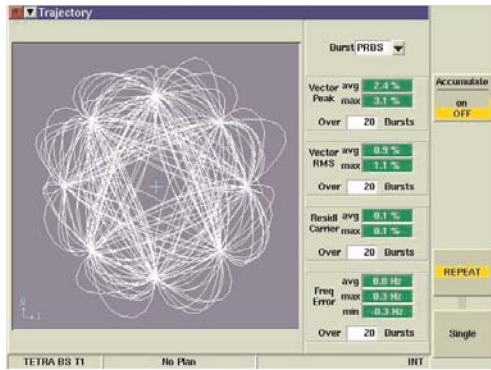 Trajectory
Burst PRBS
Vector Peak avg 2.4 %
max 3.1 %
Over 20 Bursts
Vector RMS avg 0.9 %
max 1.1 %
Over 20 Bursts
Residl Carrier avg 0.1 %
max 0.1 %
Over 20 Bursts
Freq Error avg 0.0 Hz
max 0.3 Hz
min -0.3 Hz
Over 20 Bursts
Accumulate
on
OFF
REPEAT
Single
Q
I
TETRA BS T1 No Plan INT